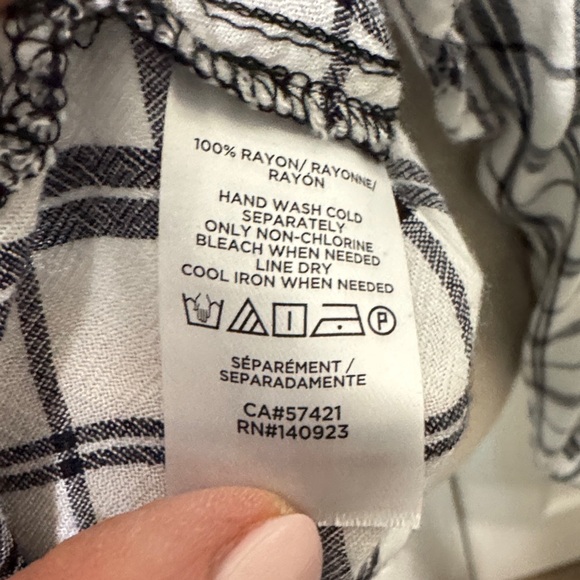 100% RAYON/ RAYONNE/
RAYÓN
HAND WASH COLD
SEPARATELY
ONLY NON-CHLORINE
BLEACH WHEN NEEDED
LINE DRY
COOL IRON WHEN NEEDED
P
SÉPARÉMENT /
SEPARADAMENTE
CA#57421
RN#140923